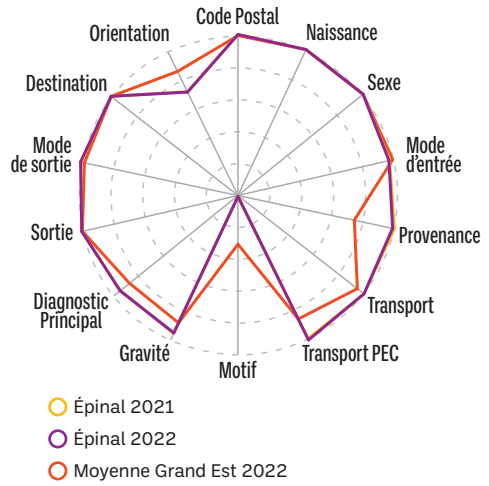 Code Postal
Naissance
Sexe
Mode
d'entrée
Provenance
Transport
Transport PEC
Motif
Gravité
Diagnostic
Principal
Sortie
Mode
de sortie
Destination
Orientation
Épinal 2021
Épinal 2022
Moyenne Grand Est 2022